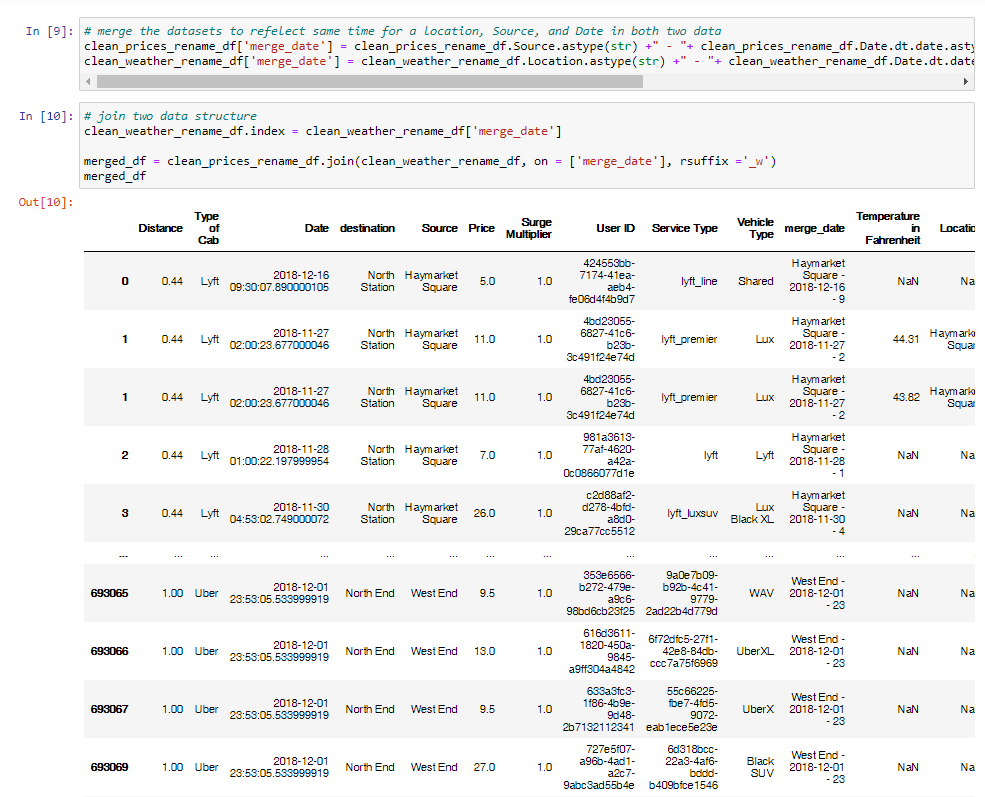 In [9]: # merge the datasets to refelect same time for a location, Source, and Date in both two data
clean_prices_rename_df['merge_date'] = clean_prices_rename_df.Source.astype(str) +" - "+ clean_prices_rename_df.Date.dt.date.asty
clean_weather_rename_df['merge_date'] = clean_weather_rename_df.Location.astype(str) +" - "+ clean_weather_rename_df.Date.dt.date
In [10]: # join two data structure
clean_weather_rename_df.index = clean_weather_rename_df['merge_date']
merged_df = clean_prices_rename_df.join(clean_weather_rename_df, on = ['merge_date'], rsuffix ='_w')
merged_df
Out[10]:
Distance Type of Cab Date destination Source Price Surge Multiplier User ID Service Type Vehicle Type merge_date Temperature in Fahrenheit Locatio
0 0.44 Lyft 2018-12-16 09:30:07.890000105 North Station Haymarket Square 5.0 1.0 424553bb-7174-41ea-aeb4-fe06d4f4b9d7 lyft_line Shared Haymarket Square - 2018-12-16 - 9 NaN Na
1 0.44 Lyft 2018-11-27 02:00:23.677000046 North Station Haymarket Square 11.0 1.0 4bd23055-6827-41c6-b23b-3c491f24e74d lyft_premier Lux Haymarket Square - 2018-11-27 - 2 44.31 Haymark Squar
1 0.44 Lyft 2018-11-27 02:00:23.677000046 North Station Haymarket Square 11.0 1.0 4bd23055-6827-41c6-b23b-3c491f24e74d lyft_premier Lux Haymarket Square - 2018-11-27 - 2 43.82 Haymark Squar
2 0.44 Lyft 2018-11-28 01:00:22.197999954 North Station Haymarket Square 7.0 1.0 981a3613-77af-4620-a42a-0c0866077d1e lyft Lyft Haymarket Square - 2018-11-28 - 1 NaN Na
3 0.44 Lyft 2018-11-30 04:53:02.749000072 North Station Haymarket Square 26.0 1.0 c2d88af2-d278-4bfd-a8d0-29ca77cc5512 lyft_luxsuv Lux Black XL Haymarket Square - 2018-11-30 - 4 NaN Na
... ... ... ... ... ... ... ... ... ... ... ... ...
693065 1.00 Uber 2018-12-01 23:53:05.533999919 North End West End 9.5 1.0 353e6566-b272-479e-a9c6-98bd6cb23f25 9a0e7b09-b92b-4c41-9779-2ad22b4d779d WAV West End - 2018-12-01 - 23 NaN Na
693066 1.00 Uber 2018-12-01 23:53:05.533999919 North End West End 13.0 1.0 616d3611-1820-450a-9845-a9ff304a4842 6f72dfc5-27f1-42e8-84db-ccc7a75f6969 UberXL West End - 2018-12-01 - 23 NaN Na
693067 1.00 Uber 2018-12-01 23:53:05.533999919 North End West End 9.5 1.0 633a3fc3-1f86-4b9e-9d48-2b7132112341 55c66225-fbe7-4fd5-9072-eab1ece5e23e UberX West End - 2018-12-01 - 23 NaN Na
693069 1.00 Uber 2018-12-01 23:53:05.533999919 North End West End 27.0 1.0 727e5f07-a96b-4ad1-a2c7-9abc3ad55b4e 6d318bcc-22a3-4af6-bddd-b409bfce1546 Black SUV West End - 2018-12-01 - 23 NaN Na